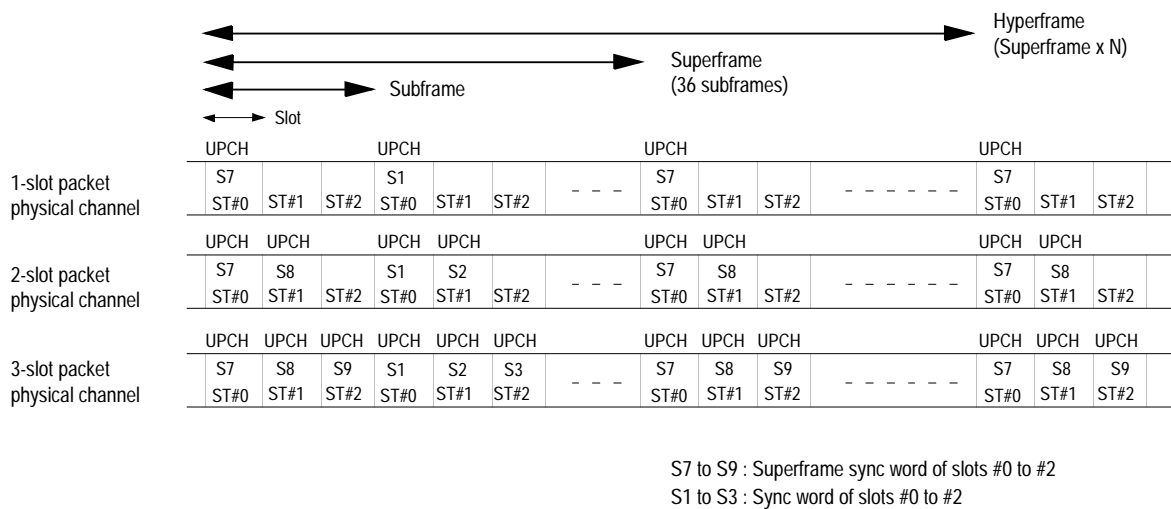 Hyperframe
(Superframe x N)
Superframe
(36 subframes)
Subframe
Slot
UPCH UPCH UPCH UPCH
1-slot packet
physical channel
S7 S1 S7 S7
ST#0 ST#1 ST#2 ST#0 ST#1 ST#2 ST#0 ST#1 ST#2 ST#0 ST#1 ST#2
UPCH UPCH UPCH UPCH UPCH UPCH UPCH UPCH
2-slot packet
physical channel
S7 S8 S1 S2 S7 S8 S7 S8
ST#0 ST#1 ST#2 ST#0 ST#1 ST#2 ST#0 ST#1 ST#2 ST#0 ST#1 ST#2
UPCH UPCH UPCH UPCH UPCH UPCH UPCH UPCH UPCH UPCH UPCH UPCH
3-slot packet
physical channel
S7 S8 S9 S1 S2 S3 S7 S8 S9 S7 S8 S9
ST#0 ST#1 ST#2 ST#0 ST#1 ST#2 ST#0 ST#1 ST#2 ST#0 ST#1 ST#2
S7 to S9 : Superframe sync word of slots #0 to #2
S1 to S3 : Sync word of slots #0 to #2